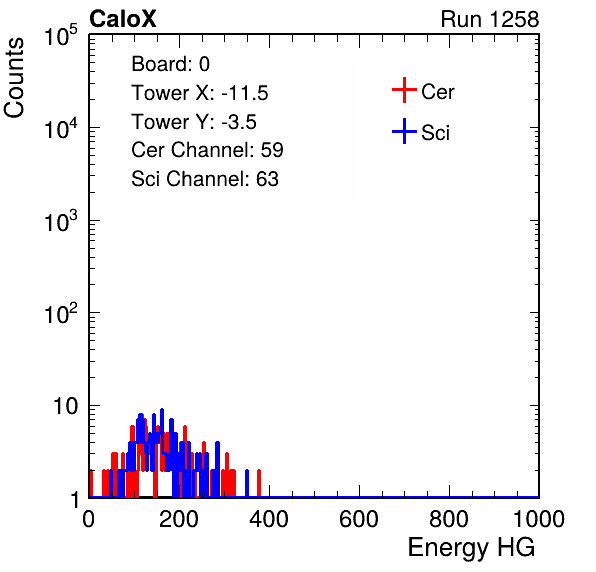 CaloX Run 1258
Counts
Board: 0
Tower X: -11.5
Tower Y: -3.5
Cer Channel: 59
Sci Channel: 63
Cer
Sci
10^5
10^4
10^3
10^2
10
1
0 200 400 600 800 1000
Energy HG